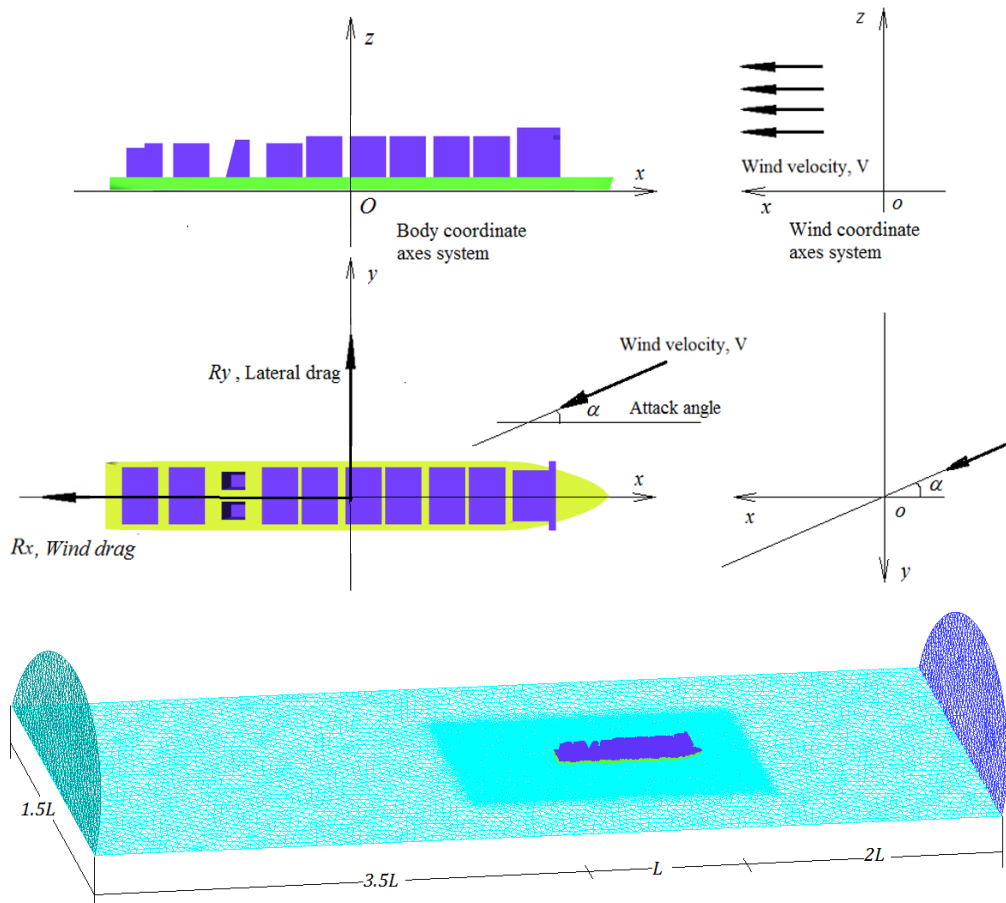 z
z
Wind velocity, V
x
O
x
o
Body coordinate
axes system
Wind coordinate
axes system
y
Wind velocity, V
Ry , Lateral drag
α
Attack angle
x
α
x
o
Rx, Wind drag
y
1.5L
3.5L
L
2L